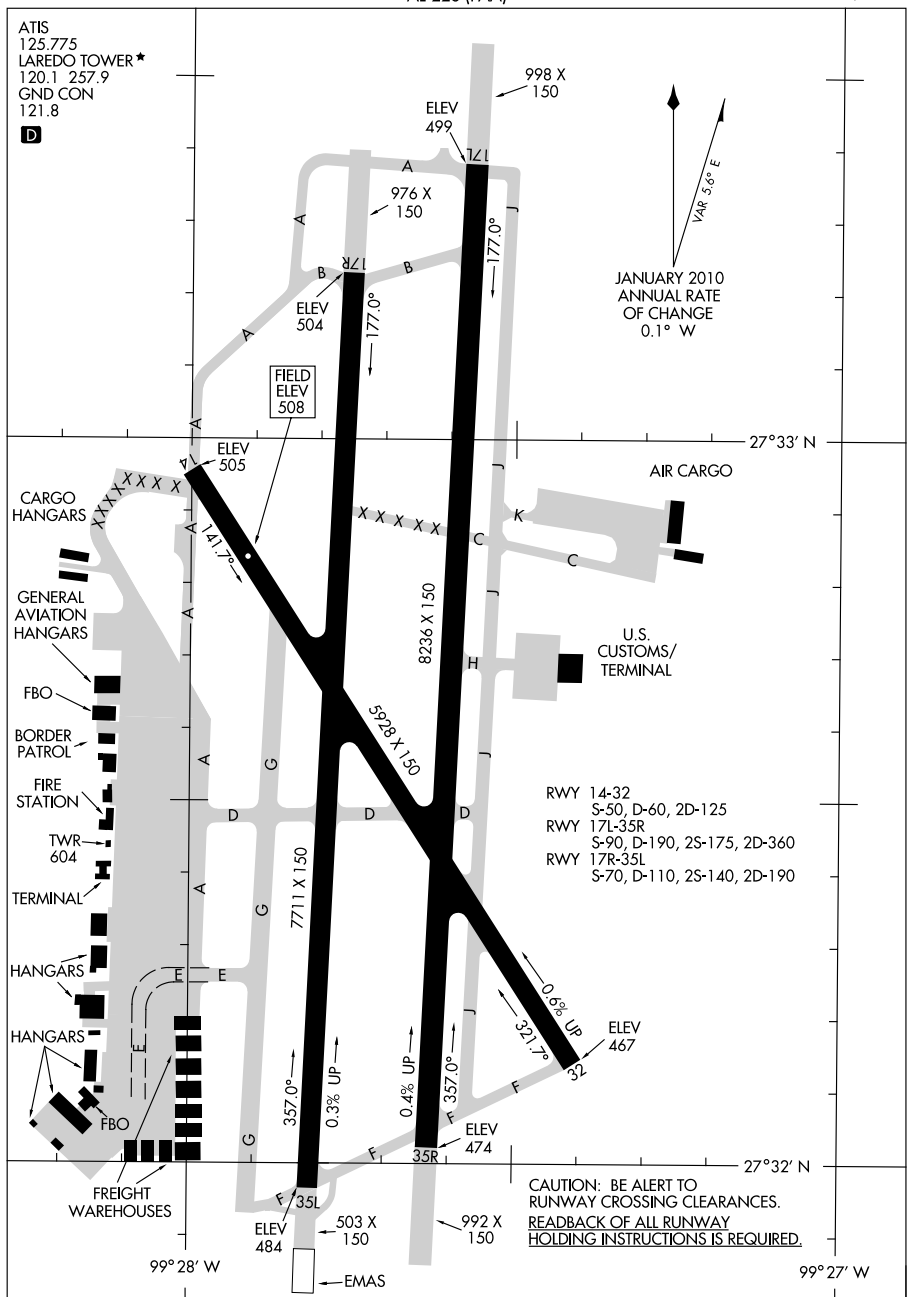 ATIS
125.775
LAREDO TOWER★
120.1 257.9
GND CON
121.8
D
998 X
150
ELEV
499
17L
A
976 X
150
A
J
VAR 5.6° E
JANUARY 2010
ANNUAL RATE
OF CHANGE
0.1° W
B
17R
B
177.0°
ELEV
504
177.0°
A
FIELD
ELEV
508
A
27°33' N
ELEV
505
14
X X X X X X X
CARGO
HANGARS
A
141.7°
J
AIR CARGO
K
X X X X X
C
C
GENERAL
AVIATION
HANGARS
A
J
8236 X 150
U.S.
CUSTOMS/
TERMINAL
H
FBO
BORDER
PATROL
5928 X 150
A
G
J
FIRE
STATION
D
D
D
RWY 14-32
S-50, D-60, 2D-125
RWY 17L-35R
S-90, D-190, 2S-175, 2D-360
RWY 17R-35L
S-70, D-110, 2S-140, 2D-190
TWR
604
TERMINAL
A
G
7711 X 150
HANGARS
E
E
E
HANGARS
0.6% UP
321.7°
J
ELEV
467
32
357.0°
0.3% UP
0.4% UP
357.0°
F
F
F
FBO
G
ELEV
474
35R
27°32' N
FREIGHT
WAREHOUSES
F
35L
ELEV
484
503 X
150
992 X
150
CAUTION: BE ALERT TO
RUNWAY CROSSING CLEARANCES.
READBACK OF ALL RUNWAY
HOLDING INSTRUCTIONS IS REQUIRED.
99°28' W
EMAS
99°27' W